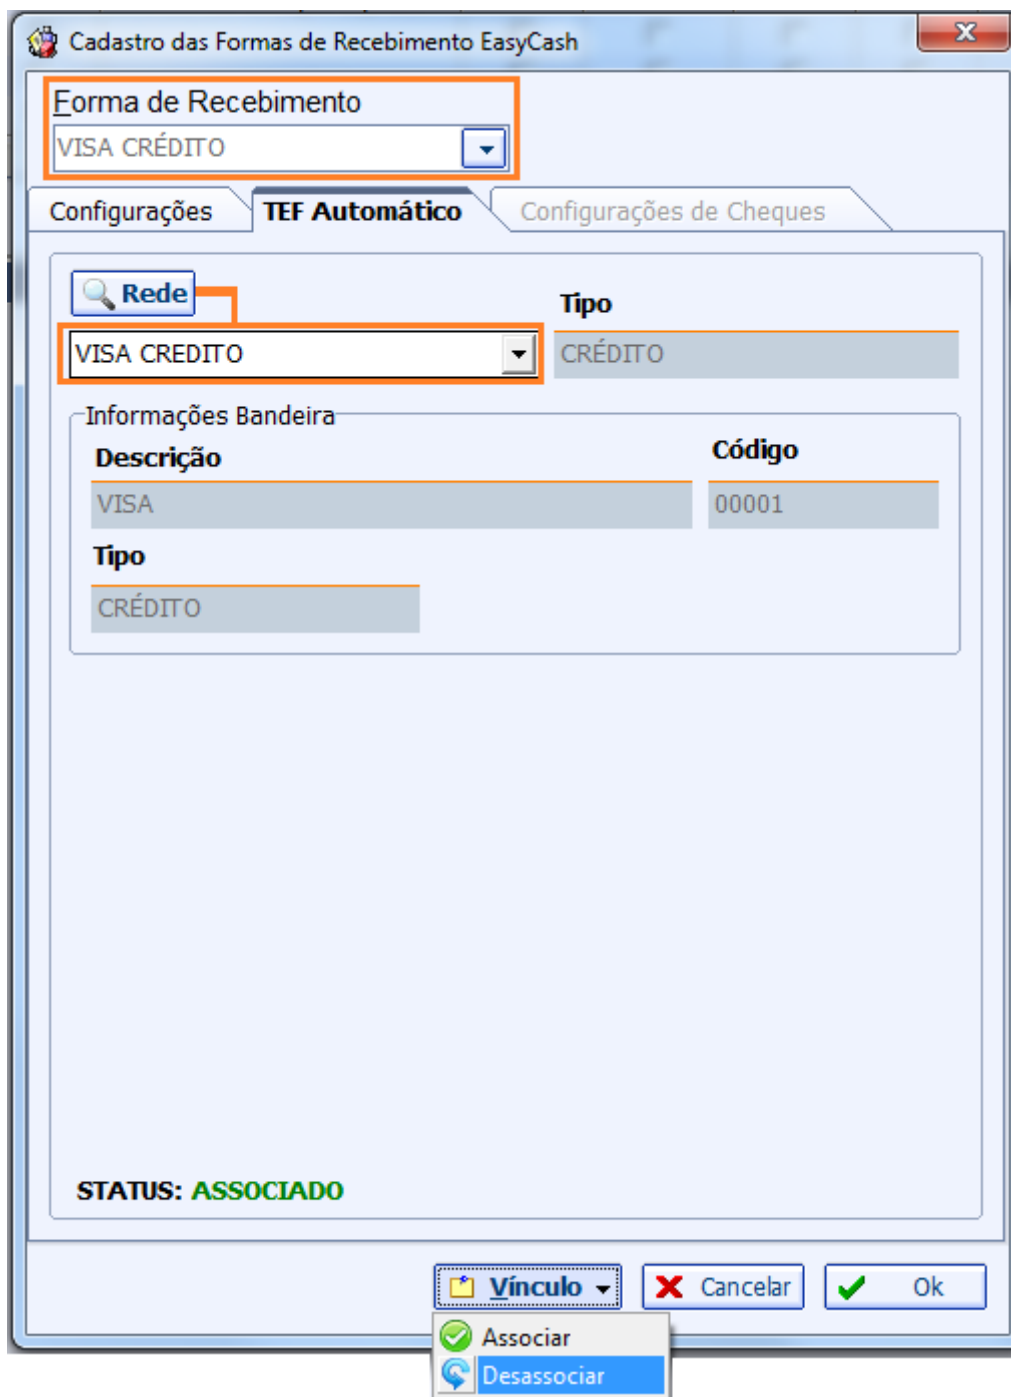 Cadastro das Formas de Recebimento EasyCash
x
Forma de Recebimento
VISA CRÉDITO
Configurações TEF Automático Configurações de Cheques
Rede
Tipo
VISA CREDITO CRÉDITO
Informações Bandeira
Descrição Código
VISA 00001
Tipo
CRÉDITO
STATUS: ASSOCIADO
Vínculo Cancelar Ok
Associar
Desassociar